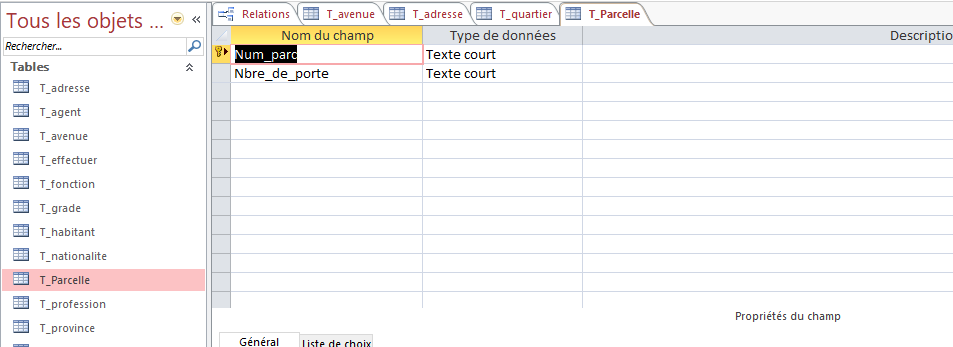 Tous les objets ... «
Rechercher...
Tables
T_adresse
T_agent
T_avenue
T_effectuer
T_fonction
T_grade
T_habitant
T_nationalite
T_Parcelle
T_profession
T_province
Relations T_avenue T_adresse T_quartier T_Parcelle
Nom du champ Type de données Descriptio
Num_parc Texte court
Nbre_de_porte Texte court
Propriétés du champ
Général Liste de choix